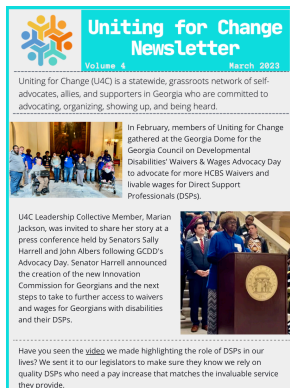 Uniting for Change
Newsletter
Volume 4 March 2023
Uniting for Change (U4C) is a statewide, grassroots network of self-
advocates, allies, and supporters in Georgia who are committed to
advocating, organizing, showing up, and being heard.
In February, members of Uniting for Change
gathered at the Georgia Dome for the
Georgia Council on Developmental
Disabilities' Waivers & Wages Advocacy Day
to advocate for more HCBS Waivers and
livable wages for Direct Support
Professionals (DSPs).
U4C Leadership Collective Member, Marian
Jackson, was invited to share her story at a
press conference held by Senators Sally
Harrell and John Albers following GCDD's
Advocacy Day. Senator Harrell announced
the creation of the new Innovation
Commission for Georgians and the next
steps to take to further access to waivers
and wages for Georgians with disabilities
and their DSPs.
Have you seen the video we made highlighting the role of DSPs in our
lives? We sent it to our legislators to make sure they know we rely on
quality DSPs who need a pay increase that matches the invaluable service
they provide.